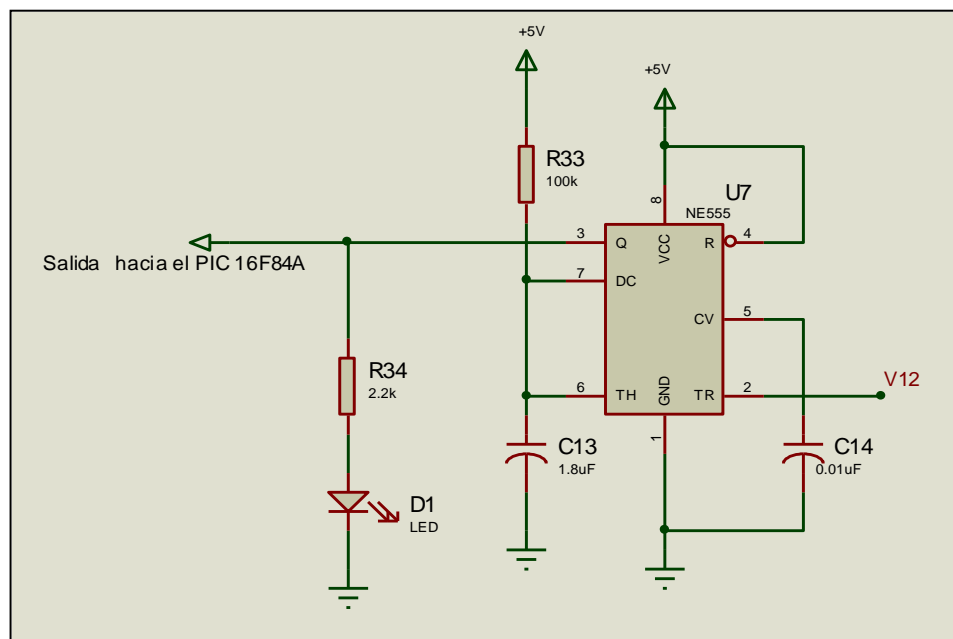 +5V
+5V
R33
100k
U7
NE555
8
VCC
3
Q
R
4
Salida hacia el PIC 16F84A
7
DC
CV
5
R34
2.2k
V12
6
TH
GND
TR
2
1
C13
1.8uF
C14
0.01uF
D1
LED